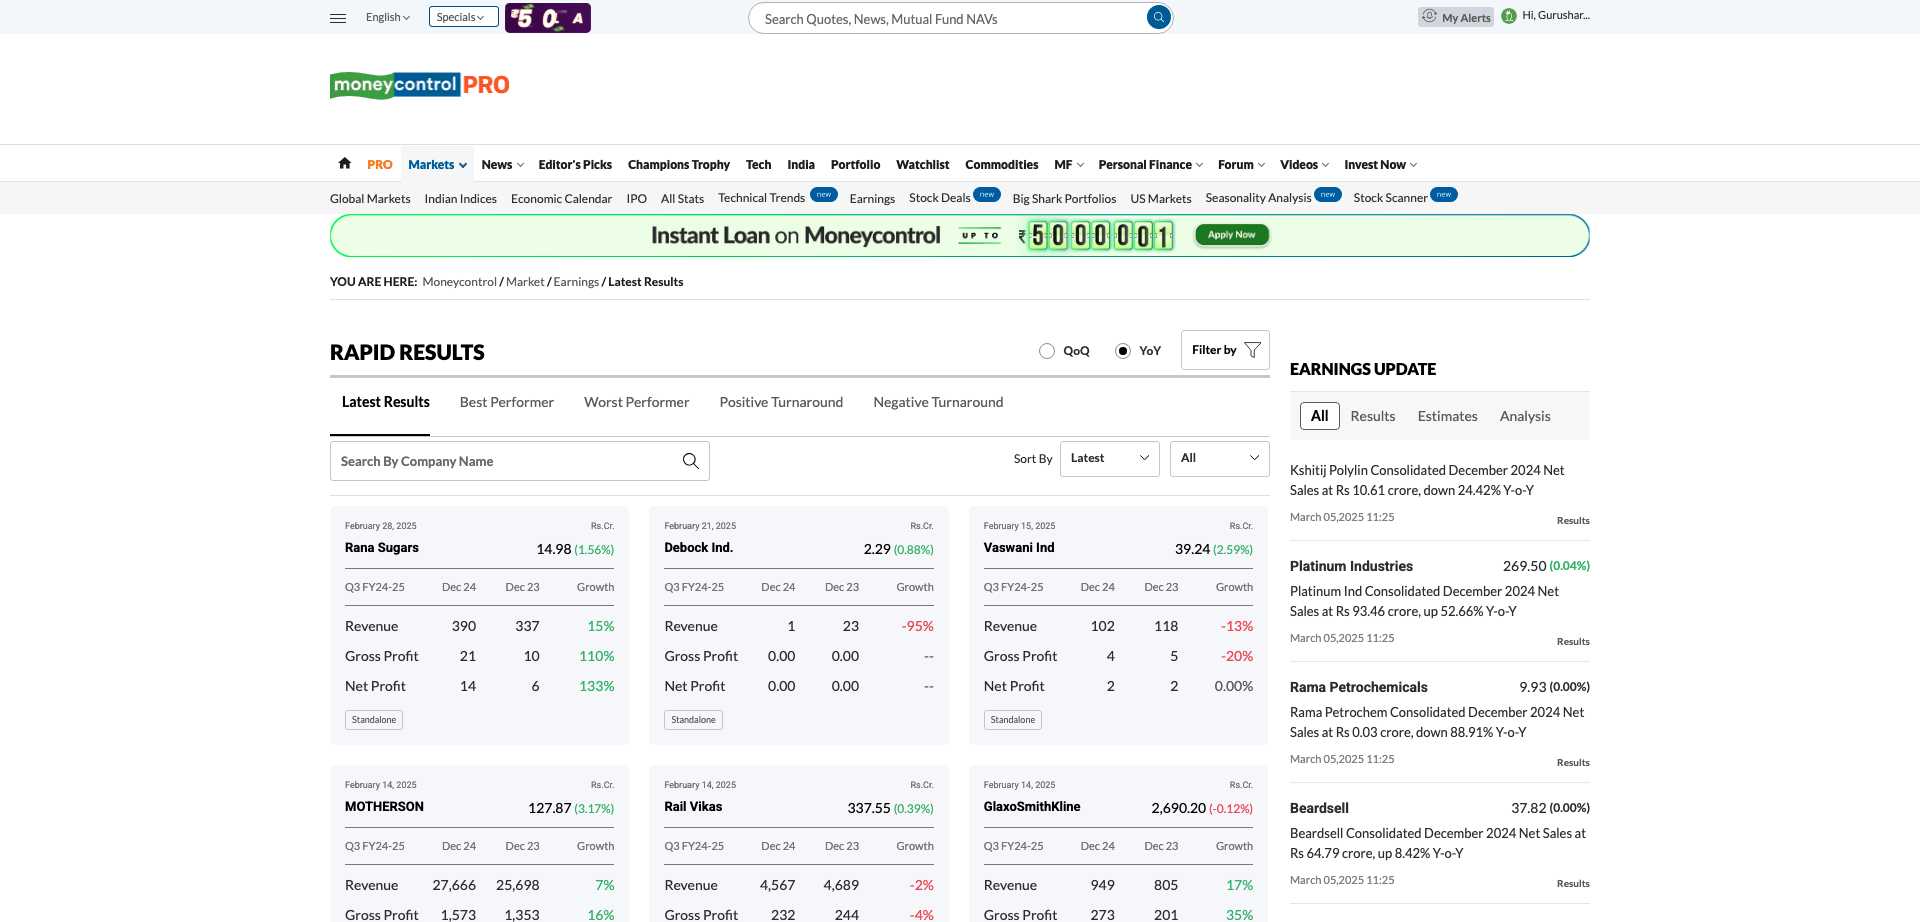 English
Specials
₹5 0 A
Search Quotes, News, Mutual Fund NAVs
My Alerts
Hi, Gurushar...
moneycontrol PRO
PRO Markets News Editor's Picks Champions Trophy Tech India Portfolio Watchlist Commodities MF Personal Finance Forum Videos Invest Now
Global Markets Indian Indices Economic Calendar IPO All Stats Technical Trends new Earnings Stock Deals new Big Shark Portfolios US Markets Seasonality Analysis new Stock Scanner new
Instant Loan on Moneycontrol UP TO ₹5000001 Apply Now
YOU ARE HERE: Moneycontrol / Market / Earnings / Latest Results
RAPID RESULTS
QoQ YoY Filter by
Latest Results Best Performer Worst Performer Positive Turnaround Negative Turnaround
Search By Company Name
Sort By Latest All
February 28, 2025 Rs.Cr.
Rana Sugars 14.98 (1.56%)
Q3 FY24-25 Dec 24 Dec 23 Growth
Revenue 390 337 15%
Gross Profit 21 10 110%
Net Profit 14 6 133%
Standalone
February 21, 2025 Rs.Cr.
Debock Ind. 2.29 (0.88%)
Q3 FY24-25 Dec 24 Dec 23 Growth
Revenue 1 23 -95%
Gross Profit 0.00 0.00 --
Net Profit 0.00 0.00 --
Standalone
February 15, 2025 Rs.Cr.
Vaswani Ind 39.24 (2.59%)
Q3 FY24-25 Dec 24 Dec 23 Growth
Revenue 102 118 -13%
Gross Profit 4 5 -20%
Net Profit 2 2 0.00%
Standalone
February 14, 2025 Rs.Cr.
MOTHERSON 127.87 (3.17%)
Q3 FY24-25 Dec 24 Dec 23 Growth
Revenue 27,666 25,698 7%
Gross Profit 1,573 1,353 16%
February 14, 2025 Rs.Cr.
Rail Vikas 337.55 (0.39%)
Q3 FY24-25 Dec 24 Dec 23 Growth
Revenue 4,567 4,689 -2%
Gross Profit 232 244 -4%
February 14, 2025 Rs.Cr.
GlaxoSmithKline 2,690.20 (-0.12%)
Q3 FY24-25 Dec 24 Dec 23 Growth
Revenue 949 805 17%
Gross Profit 273 201 35%
EARNINGS UPDATE
All Results Estimates Analysis
Kshitij Polylin Consolidated December 2024 Net
Sales at Rs 10.61 crore, down 24.42% Y-o-Y
March 05,2025 11:25
Results
Platinum Industries 269.50 (0.04%)
Platinum Ind Consolidated December 2024 Net
Sales at Rs 93.46 crore, up 52.66% Y-o-Y
March 05,2025 11:25
Results
Rama Petrochemicals 9.93 (0.00%)
Rama Petrochem Consolidated December 2024 Net
Sales at Rs 0.03 crore, down 88.91% Y-o-Y
March 05,2025 11:25
Results
Beardsell 37.82 (0.00%)
Beardsell Consolidated December 2024 Net Sales at
Rs 64.79 crore, up 8.42% Y-o-Y
March 05,2025 11:25
Results